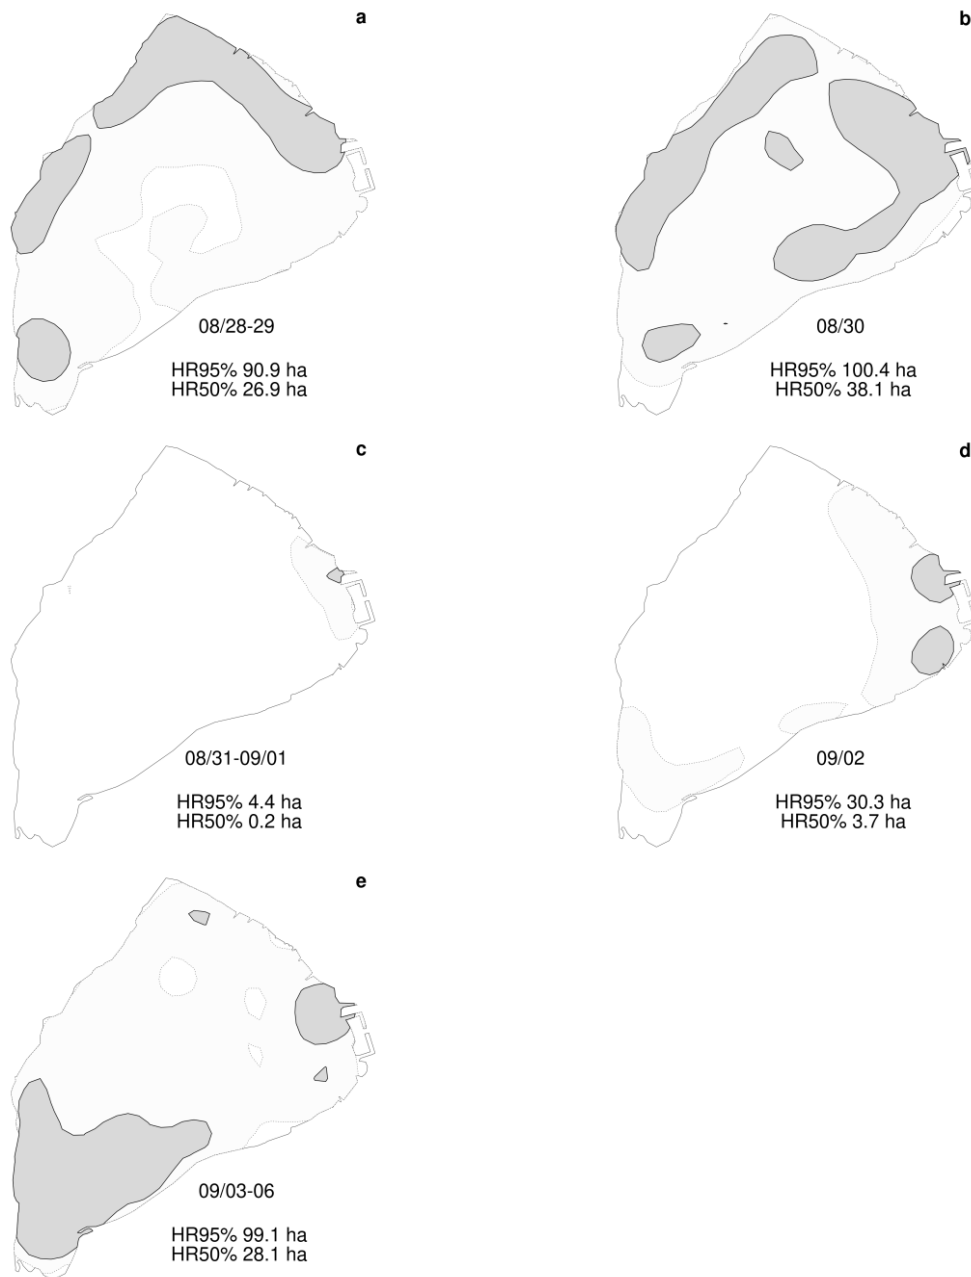 a
08/28-29
HR95% 90.9 ha
HR50% 26.9 ha
b
08/30
HR95% 100.4 ha
HR50% 38.1 ha
c
08/31-09/01
HR95% 4.4 ha
HR50% 0.2 ha
d
09/02
HR95% 30.3 ha
HR50% 3.7 ha
e
09/03-06
HR95% 99.1 ha
HR50% 28.1 ha